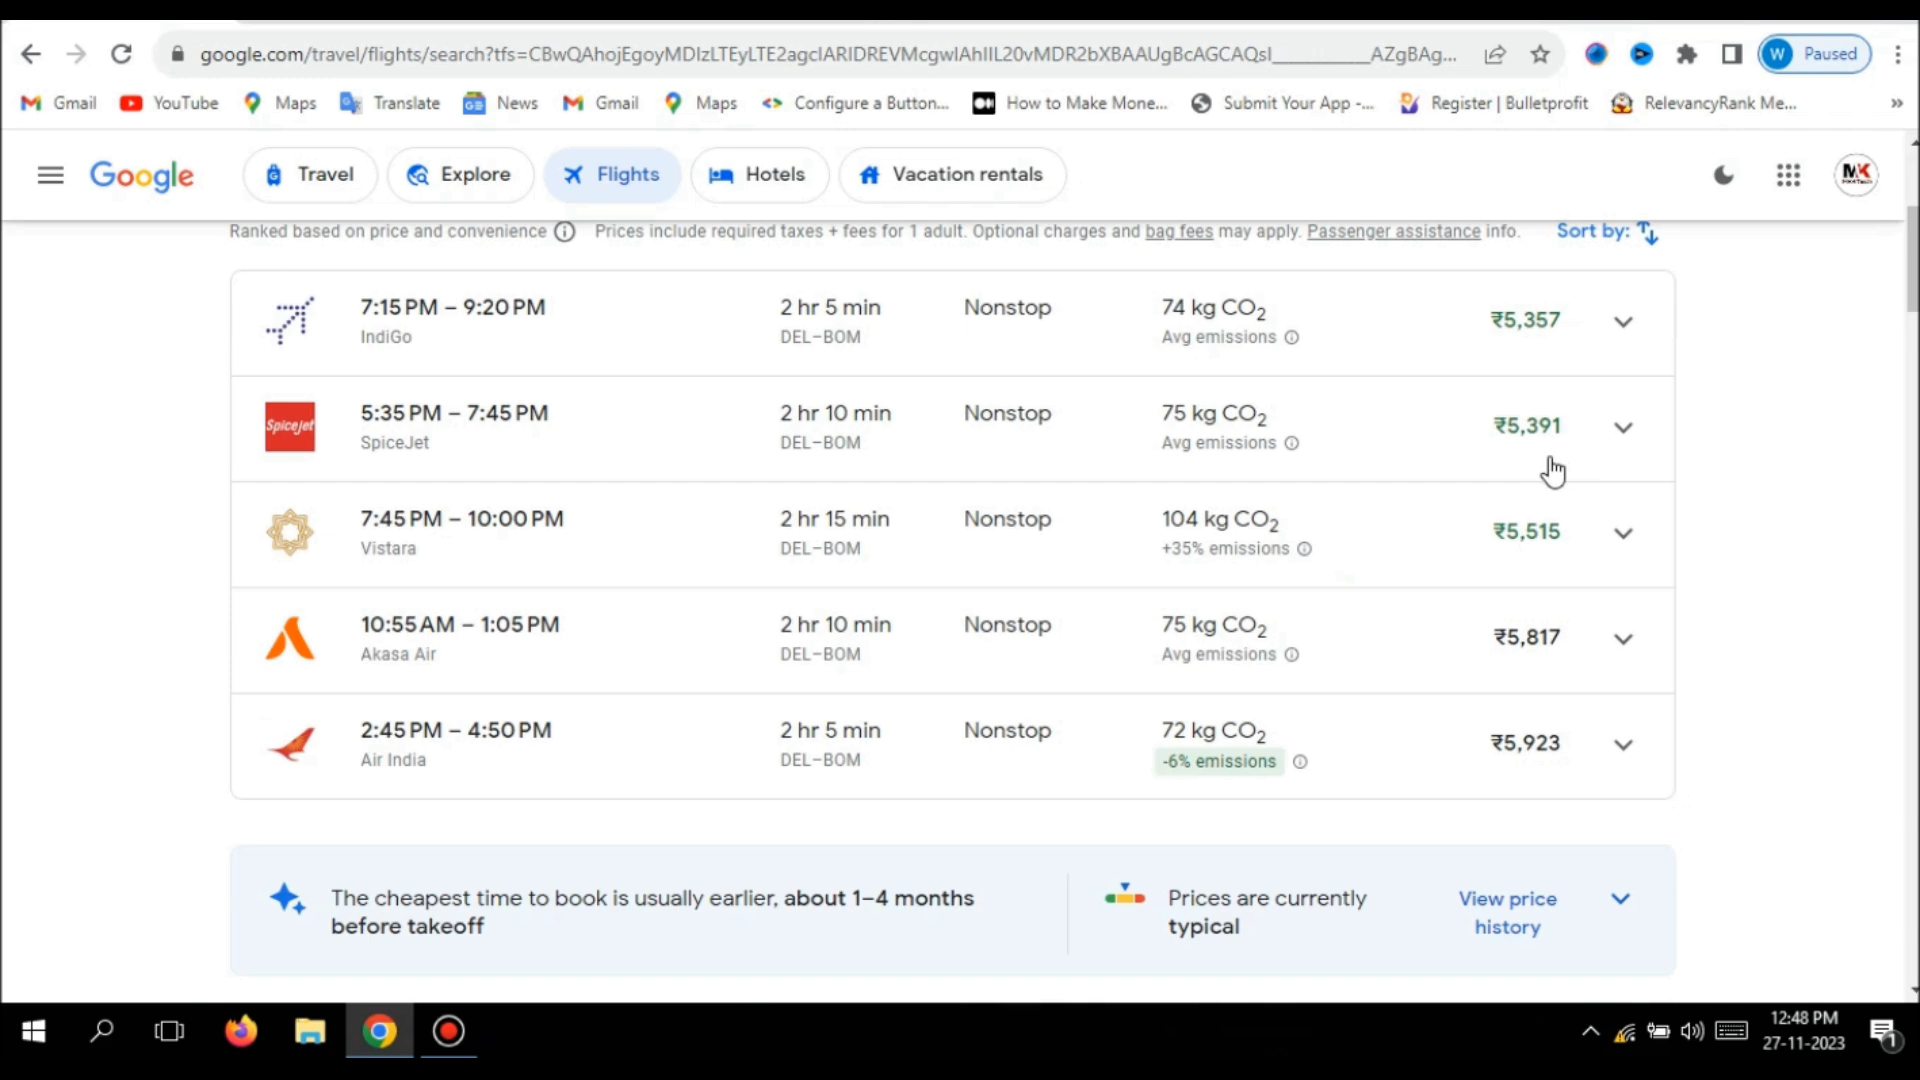 google.com/travel/flights/search?tfs=CBwQAhojEgoyMDIzLTEyLTE2agcIARIDREVMcgwIAhIIL20vMDR2bXBAAUgBcAGCAQsI___________AZgBAg...
W Paused
Gmail YouTube Maps Translate News Gmail Maps Configure a Button... How to Make Mone... Submit Your App -... Register | Bulletprofit RelevancyRank Me... »
Google Travel Explore Flights Hotels Vacation rentals MK
Ranked based on price and convenience Prices include required taxes + fees for 1 adult. Optional charges and bag fees may apply. Passenger assistance info. Sort by:
7:15 PM – 9:20 PM 2 hr 5 min Nonstop 74 kg CO2 ₹5,357
IndiGo DEL–BOM Avg emissions
5:35 PM – 7:45 PM 2 hr 10 min Nonstop 75 kg CO2 ₹5,391
Spicejet SpiceJet DEL–BOM Avg emissions
7:45 PM – 10:00 PM 2 hr 15 min Nonstop 104 kg CO2 ₹5,515
Vistara DEL–BOM +35% emissions
10:55 AM – 1:05 PM 2 hr 10 min Nonstop 75 kg CO2 ₹5,817
Akasa Air DEL–BOM Avg emissions
2:45 PM – 4:50 PM 2 hr 5 min Nonstop 72 kg CO2 ₹5,923
Air India DEL–BOM -6% emissions
The cheapest time to book is usually earlier, about 1–4 months
before takeoff
Prices are currently
typical
View price
history
12:48 PM
27-11-2023
1